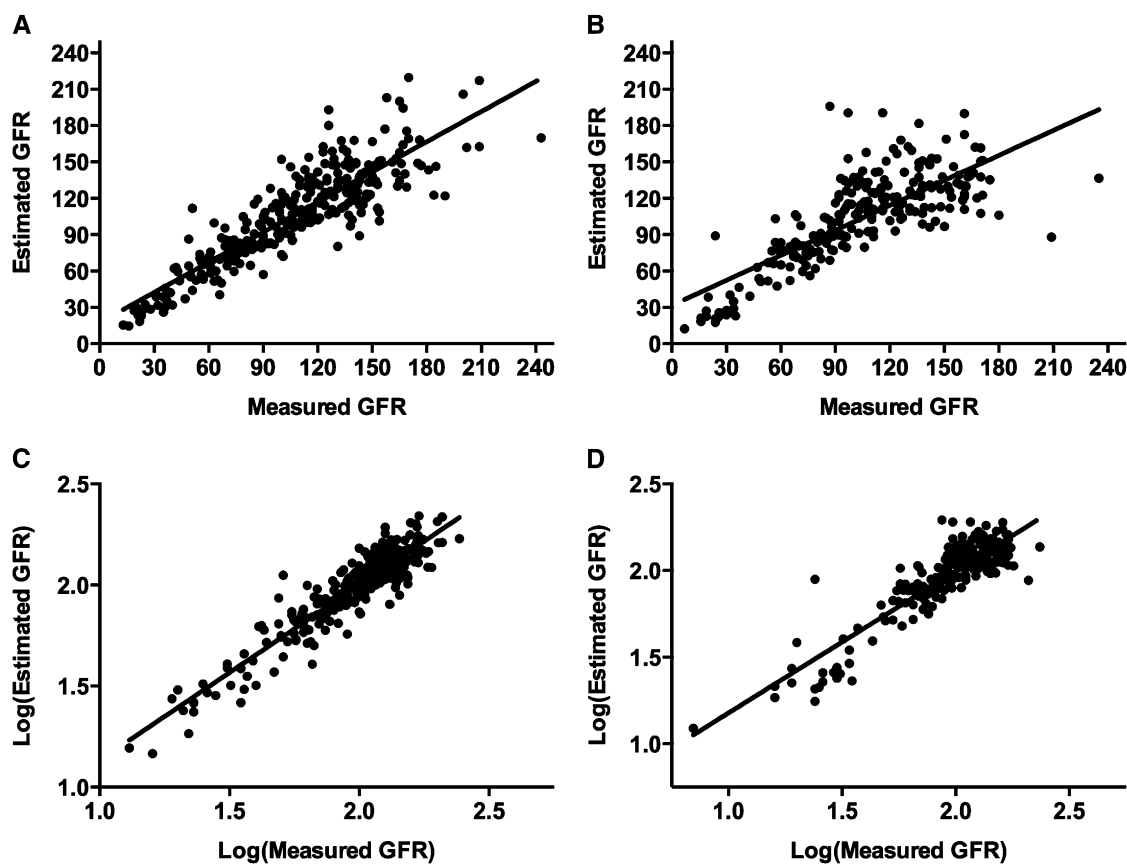 A
Estimated GFR
240
210
180
150
120
90
60
30
0
0 30 60 90 120 150 180 210 240
Measured GFR
B
Estimated GFR
240
210
180
150
120
90
60
30
0
0 30 60 90 120 150 180 210 240
Measured GFR
C
Log(Estimated GFR)
2.5
2.0
1.5
1.0
1.0 1.5 2.0 2.5
Log(Measured GFR)
D
Log(Estimated GFR)
2.5
2.0
1.5
1.0
1.0 1.5 2.0 2.5
Log(Measured GFR)